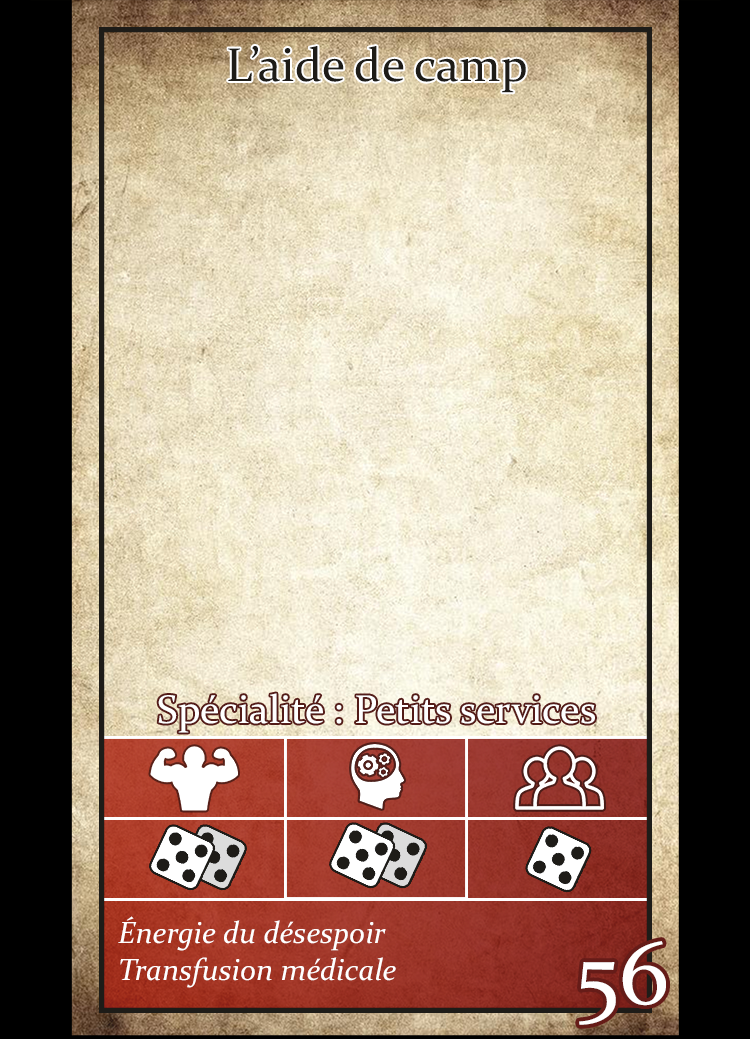 L’aide de camp
Spécialité : Petits services
Énergie du désespoir
Transfusion médicale
56